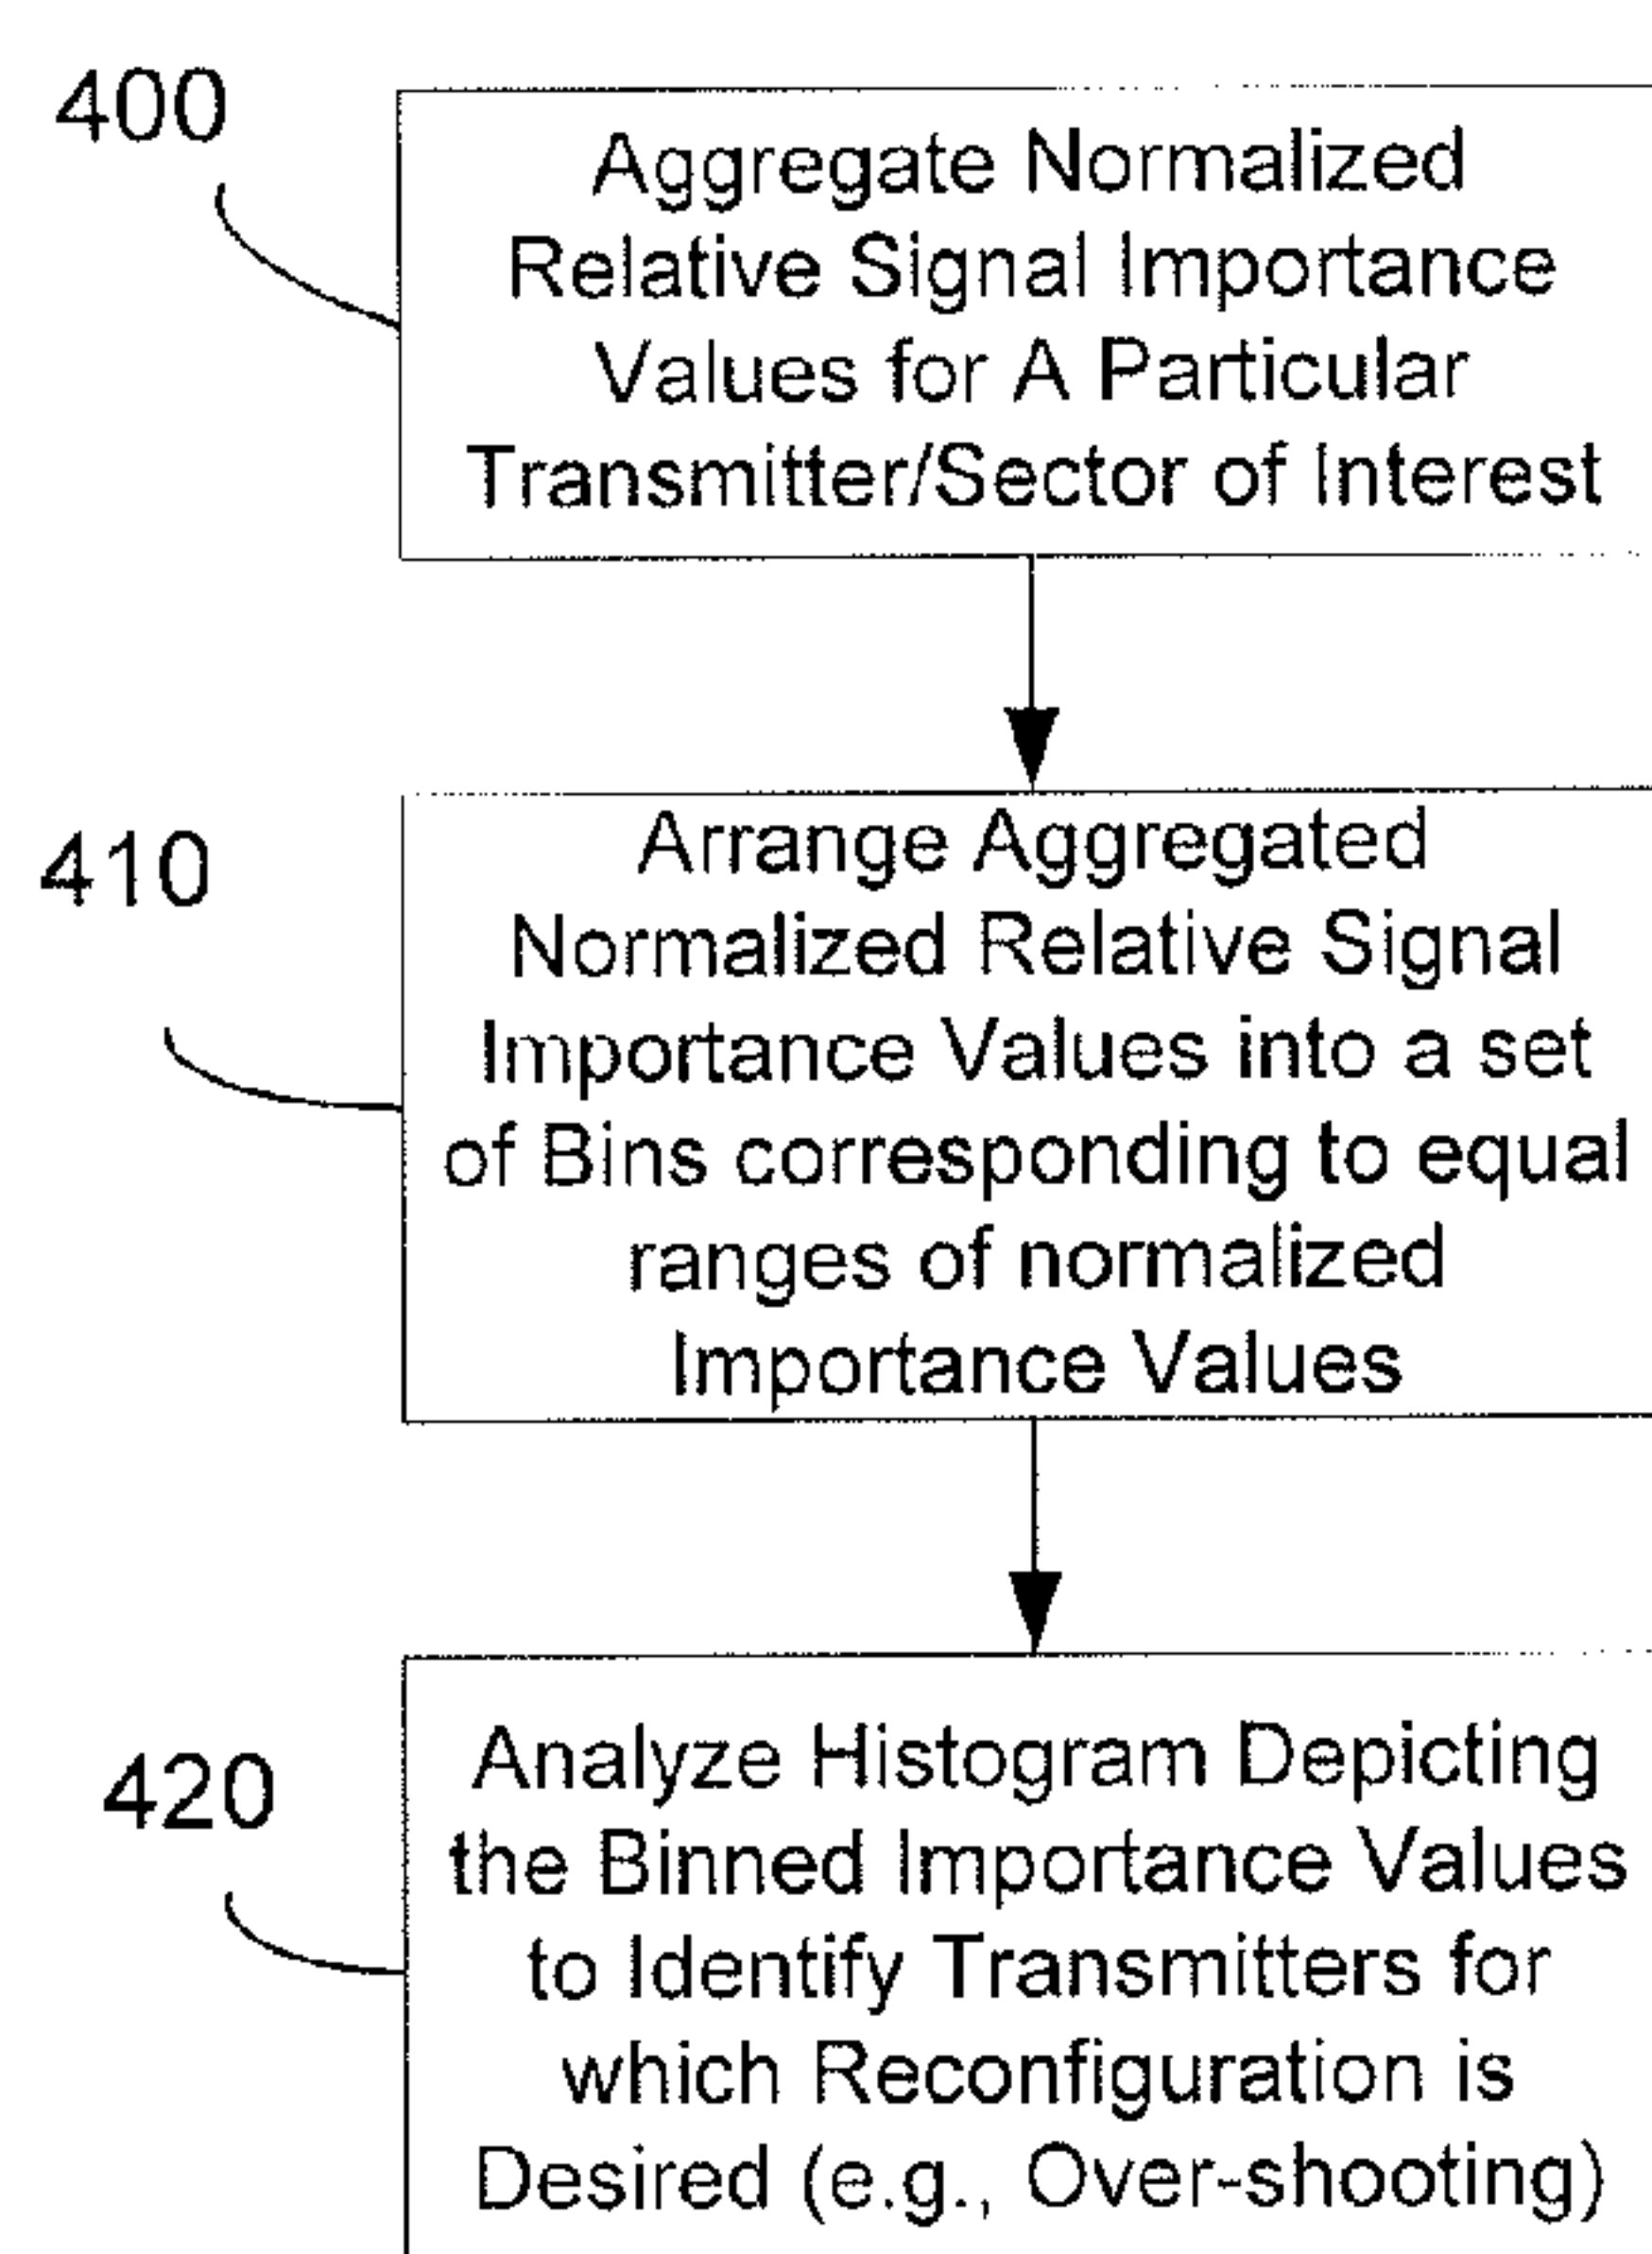 400
Aggregate Normalized
Relative Signal Importance
Values for A Particular
Transmitter/Sector of Interest
410
Arrange Aggregated
Normalized Relative Signal
Importance Values into a set
of Bins corresponding to equal
ranges of normalized
Importance Values
420
Analyze Histogram Depicting
the Binned Importance Values
to Identify Transmitters for
which Reconfiguration is
Desired (e.g., Over-shooting)